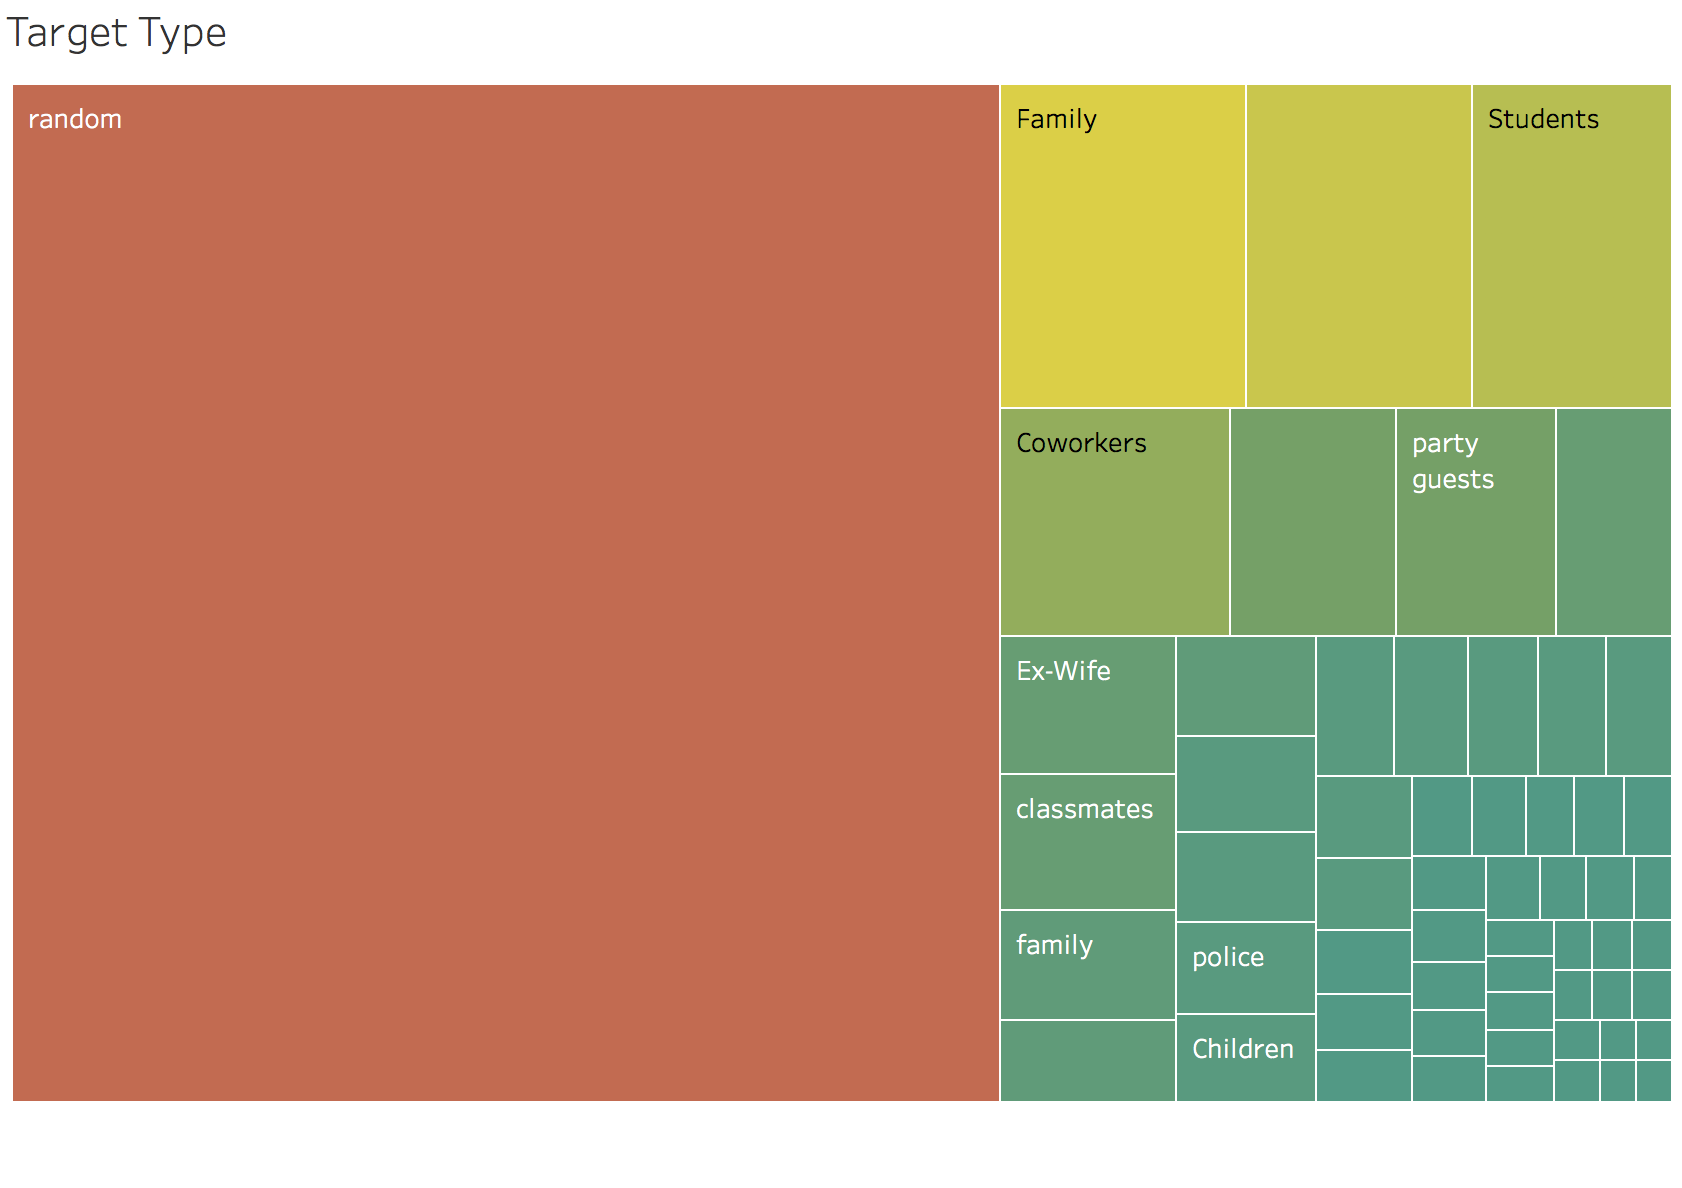 Target Type
random
Family
Students
Coworkers
party
guests
Ex-Wife
classmates
family
police
Children